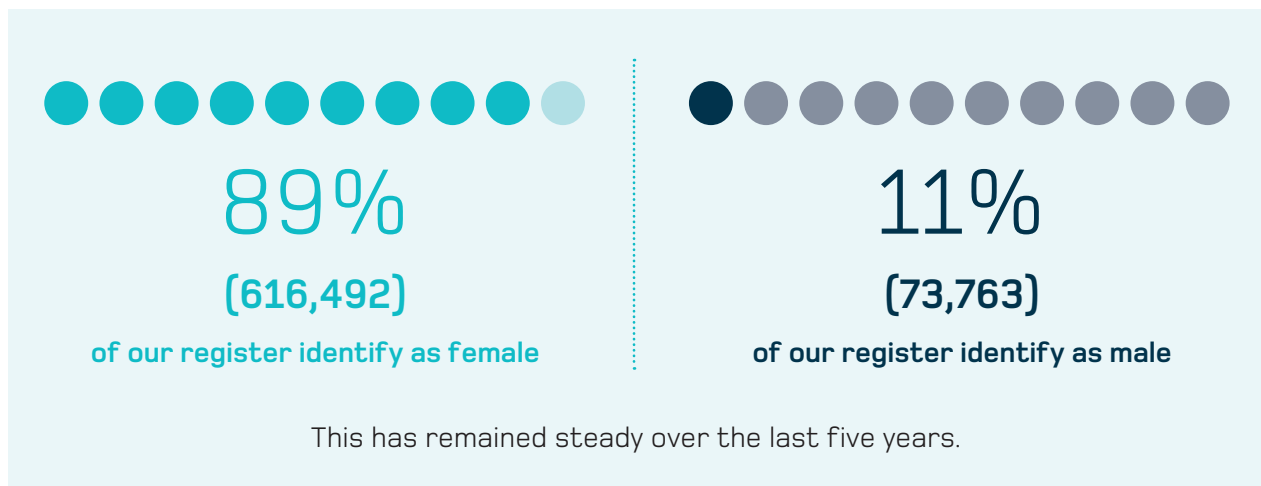 89%
(616,492)
of our register identify as female
11%
(73,763)
of our register identify as male
This has remained steady over the last five years.